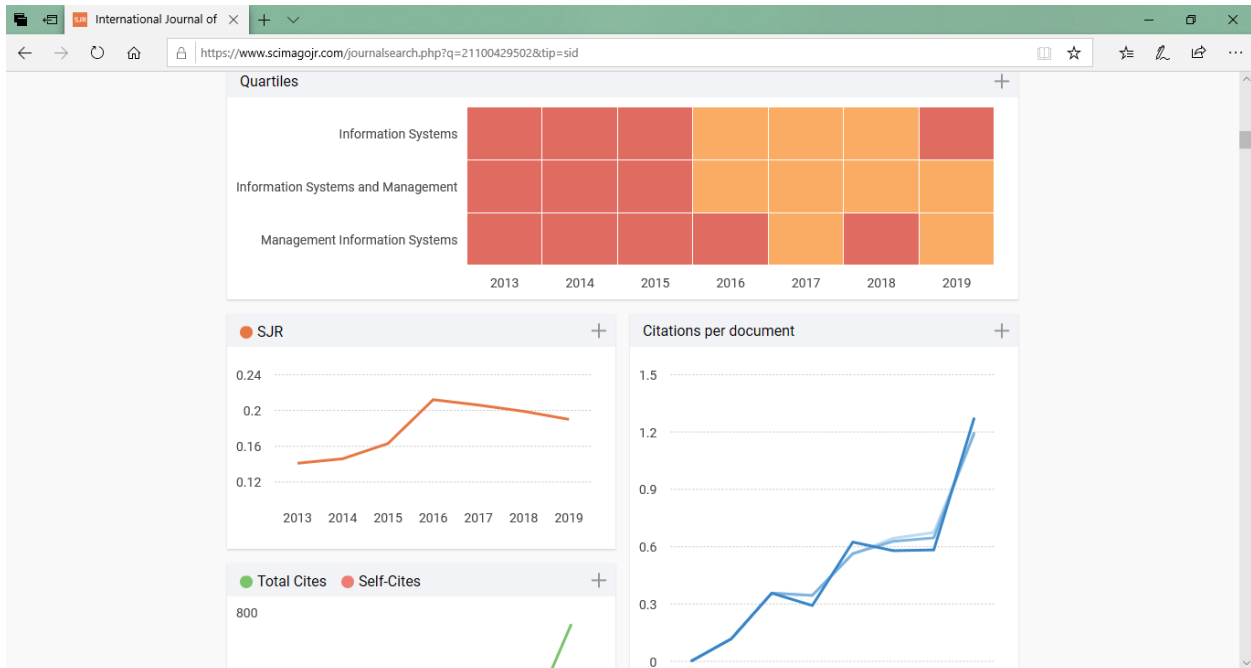 SJR International Journal of
https://www.scimagojr.com/journalsearch.php?q=21100429502&tip=sid
Quartiles
Information Systems
Information Systems and Management
Management Information Systems
2013 2014 2015 2016 2017 2018 2019
SJR
0.24
0.2
0.16
0.12
2013 2014 2015 2016 2017 2018 2019
Total Cites Self-Cites
800
Citations per document
1.5
1.2
0.9
0.6
0.3
0